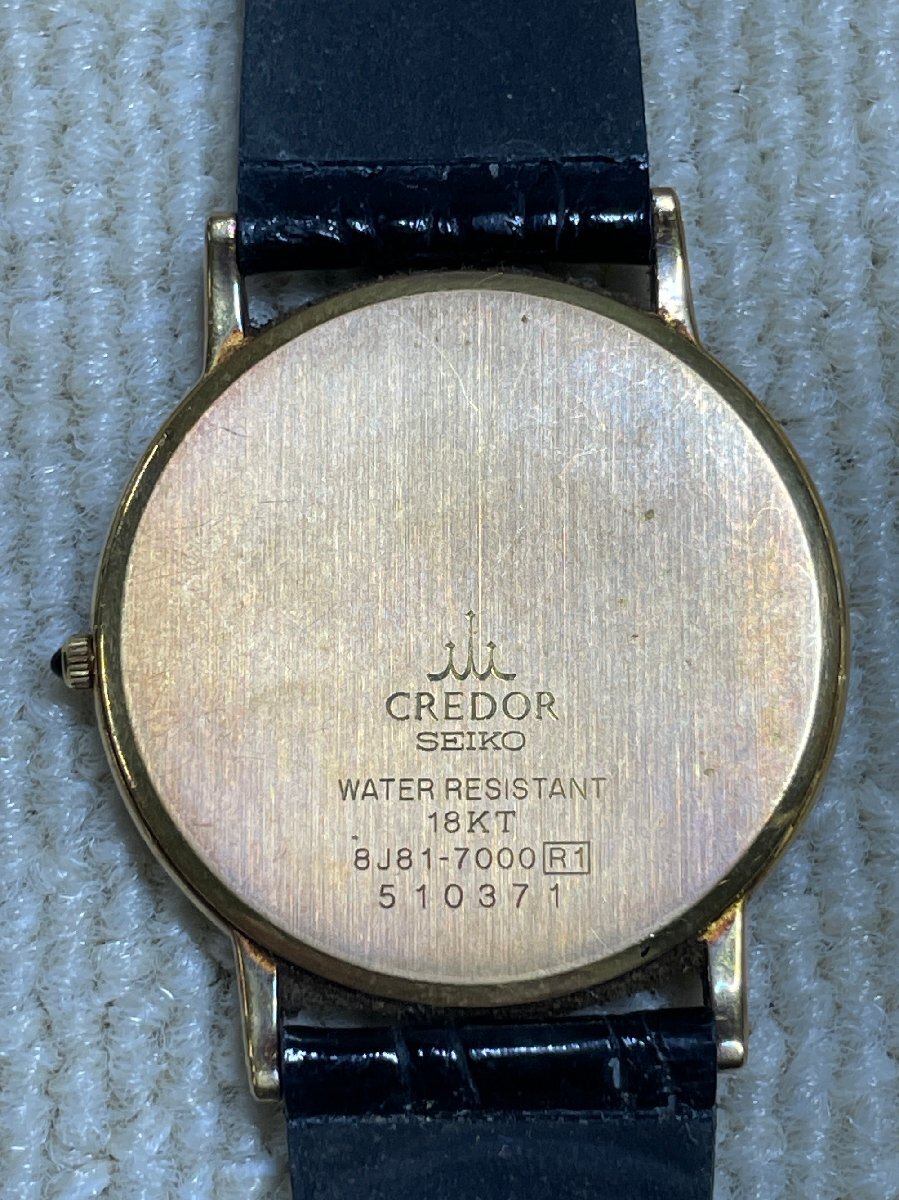 CREDOR
SEIKO
WATER RESISTANT
18KT
8J81-7000 R1
510371